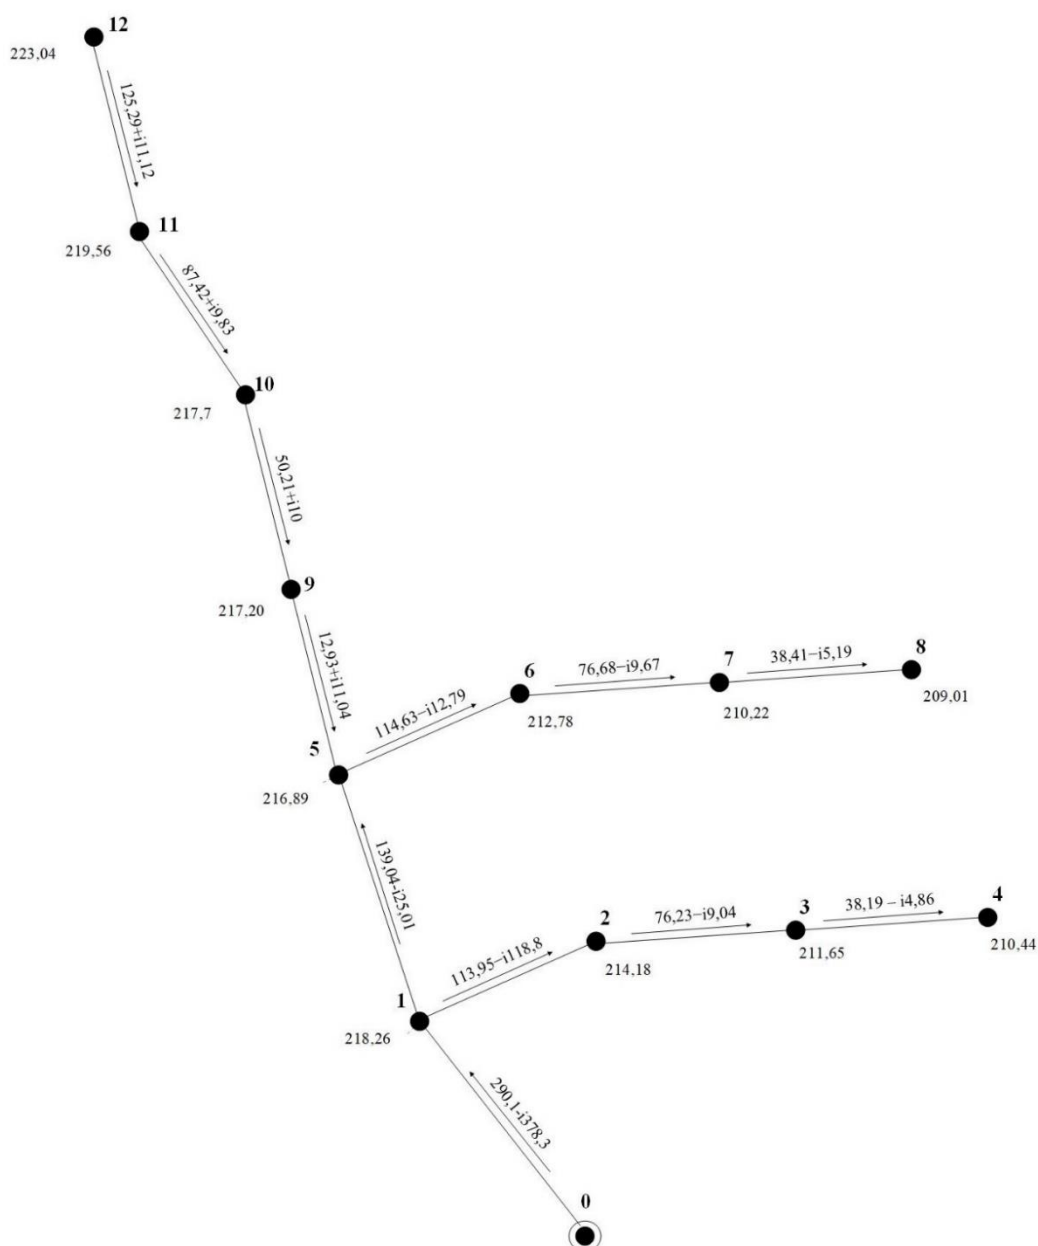 12
223,04
125,29+i11,12
11
219,56
87,42+i9,83
10
217,7
50,21+i10
9
217,20
12,93+i11,04
5
216,89
114,63−i12,79
6
212,78
76,68−i9,67
7
210,22
38,41−i5,19
8
209,01
139,04-i25,01
1
218,26
113,95−i118,8
2
214,18
76,23−i9,04
3
211,65
38,19 – i4,86
4
210,44
290,1-i378,3
0